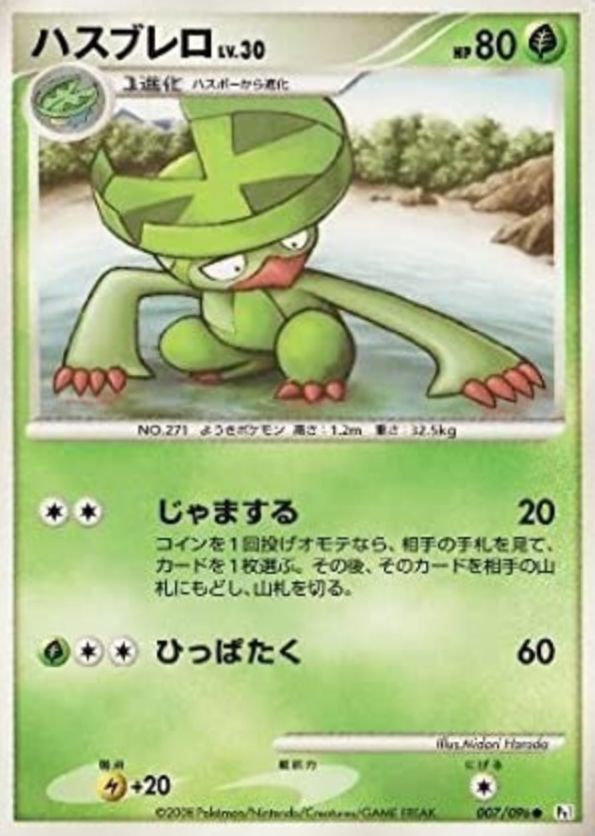 ハスブレロ LV.30 HP 80
1進化 ハスボーから進化
NO.271 ようきポケモン 高さ：1.2m 重さ：32.5kg
じゃまする 20
コインを1回投げオモテなら、相手の手札を見て、
カードを1枚選ぶ。その後、そのカードを相手の山
札にもどし、山札を切る。
ひっぱたく 60
Illus. Midori Harada
弱点 抵抗力 にげる
+20
©2008 Pokémon/Nintendo/Creatures/GAME FREAK. 007/096